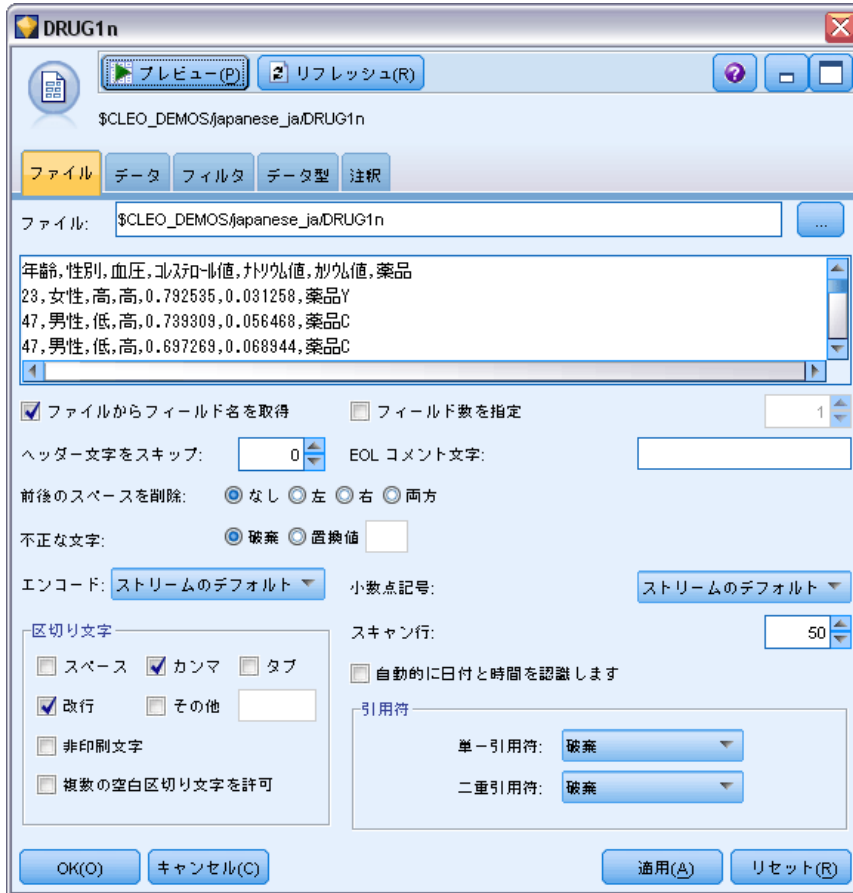 DRUG1n
プレビュー(P) リフレッシュ(R)
$CLEO_DEMOS/japanese_ja/DRUG1n
ファイル データ フィルタ データ型 注釈
ファイル: $CLEO_DEMOS/japanese_ja/DRUG1n ...
年齢,性別,血圧,ｺﾚｽﾃﾛｰﾙ値,ﾅﾄﾘｳﾑ値,ｶﾘｳﾑ値,薬品
23,女性,高,高,0.792535,0.031258,薬品Y
47,男性,低,高,0.739309,0.056468,薬品C
47,男性,低,高,0.697269,0.068944,薬品C
ファイルからフィールド名を取得 フィールド数を指定 1
ヘッダー文字をスキップ: 0 EOL コメント文字:
前後のスペースを削除: なし 左 右 両方
不正な文字: 破棄 置換値
エンコード: ストリームのデフォルト 小数点記号: ストリームのデフォルト
区切り文字 スキャン行: 50
スペース カンマ タブ 自動的に日付と時間を認識します
改行 その他 引用符
非印刷文字 単一引用符: 破棄
複数の空白区切り文字を許可 二重引用符: 破棄
OK(O) キャンセル(C) 適用(A) リセット(R)